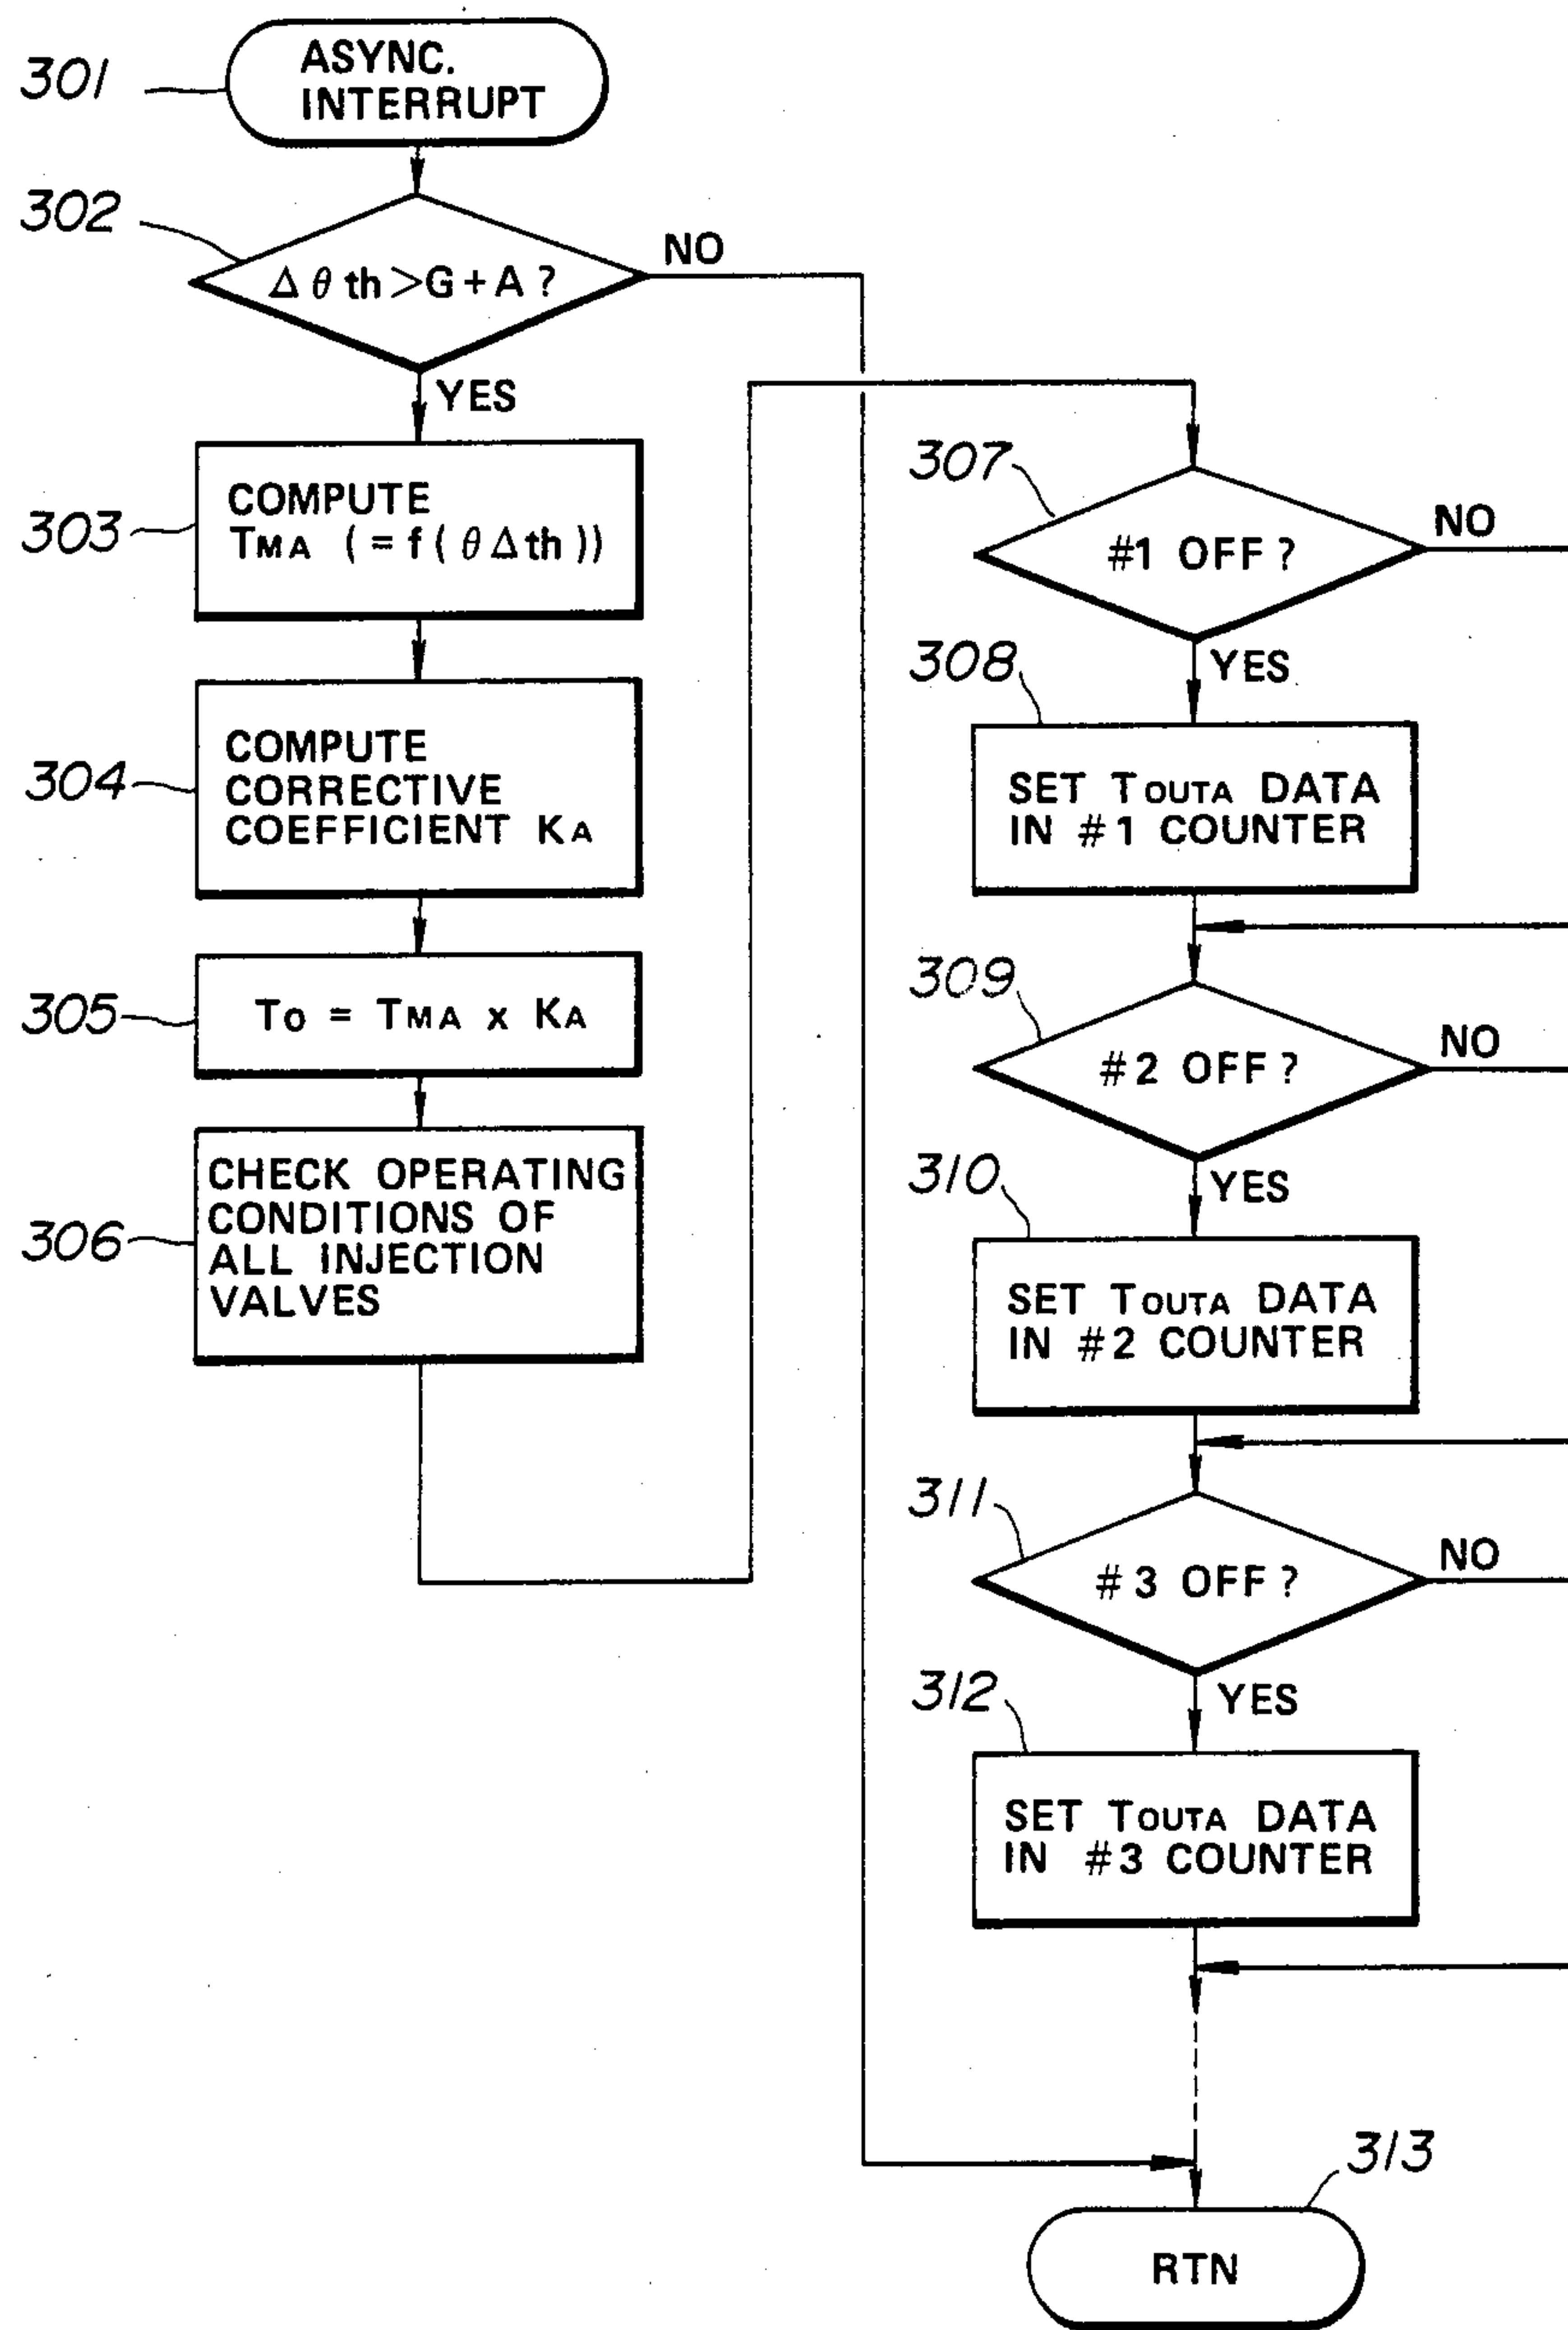 301
ASYNC.
INTERRUPT
302
Δ θ th > G + A ?
NO
YES
303
COMPUTE
TMA ( = f ( θ Δ th ))
304
COMPUTE
CORRECTIVE
COEFFICIENT KA
305
To = TMA x KA
306
CHECK OPERATING
CONDITIONS OF
ALL INJECTION
VALVES
307
#1 OFF ?
NO
YES
308
SET TOUTA DATA
IN #1 COUNTER
309
#2 OFF ?
NO
YES
310
SET TOUTA DATA
IN #2 COUNTER
311
#3 OFF ?
NO
YES
312
SET TOUTA DATA
IN #3 COUNTER
313
RTN